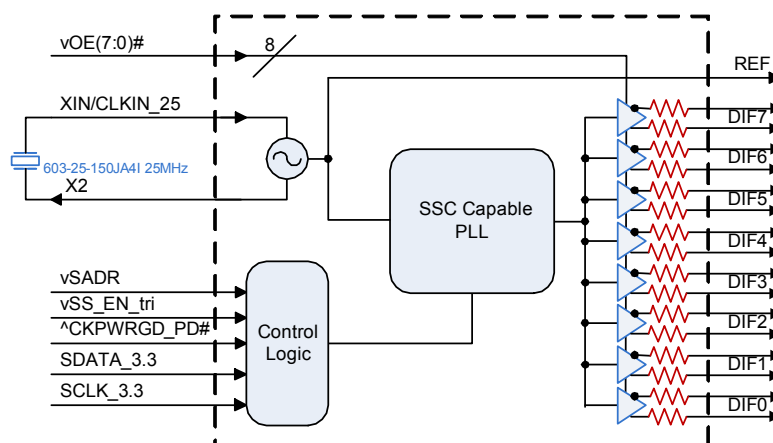 vOE(7:0)#
8
REF
XIN/CLKIN_25
DIF7
603-25-150JA4I 25MHz
DIF6
X2
DIF5
SSC Capable
PLL
DIF4
vSADR
DIF3
vSS_EN_tri
^CKPWRGD_PD#
Control
Logic
DIF2
SDATA_3.3
DIF1
SCLK_3.3
DIF0